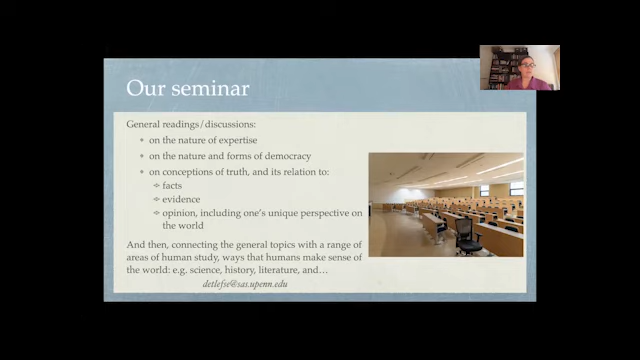 Our seminar
General readings/discussions:
on the nature of expertise
on the nature and forms of democracy
on conceptions of truth, and its relation to:
facts
evidence
opinion, including one's unique perspective on
the world
And then, connecting the general topics with a range
of areas of human study, ways that humans make sense
of the world: e.g. science, history, literature, and…
detlefse@sas.upenn.edu